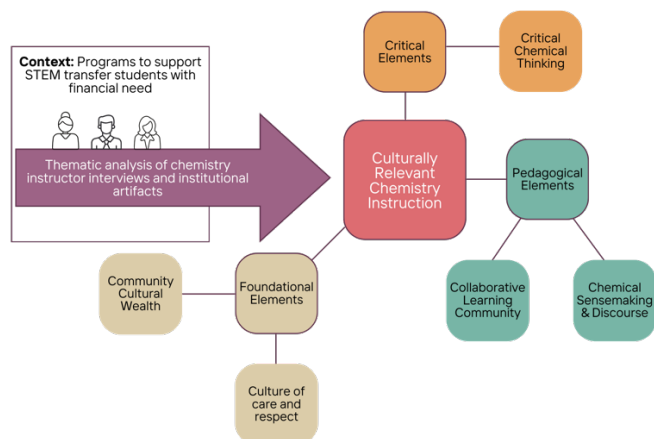 Context: Programs to support
STEM transfer students with
financial need
Thematic analysis of chemistry
instructor interviews and institutional
artifacts
Critical
Elements
Critical
Chemical
Thinking
Culturally
Relevant
Chemistry
Instruction
Pedagogical
Elements
Collaborative
Learning
Community
Chemical
Sensemaking
& Discourse
Foundational
Elements
Community
Cultural
Wealth
Culture of
care and
respect